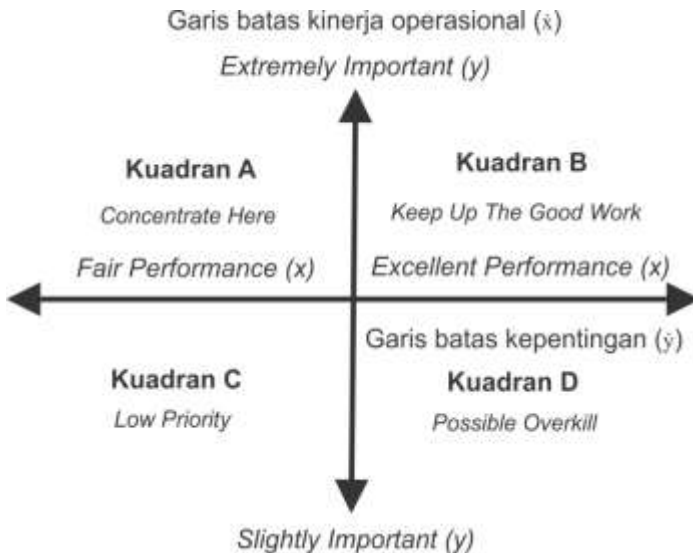 Garis batas kinerja operasional (ẋ)
Extremely Important (y)
Kuadran A
Kuadran B
Concentrate Here
Keep Up The Good Work
Fair Performance (x)
Excellent Performance (x)
Garis batas kepentingan (ẏ)
Kuadran C
Kuadran D
Low Priority
Possible Overkill
Slightly Important (y)